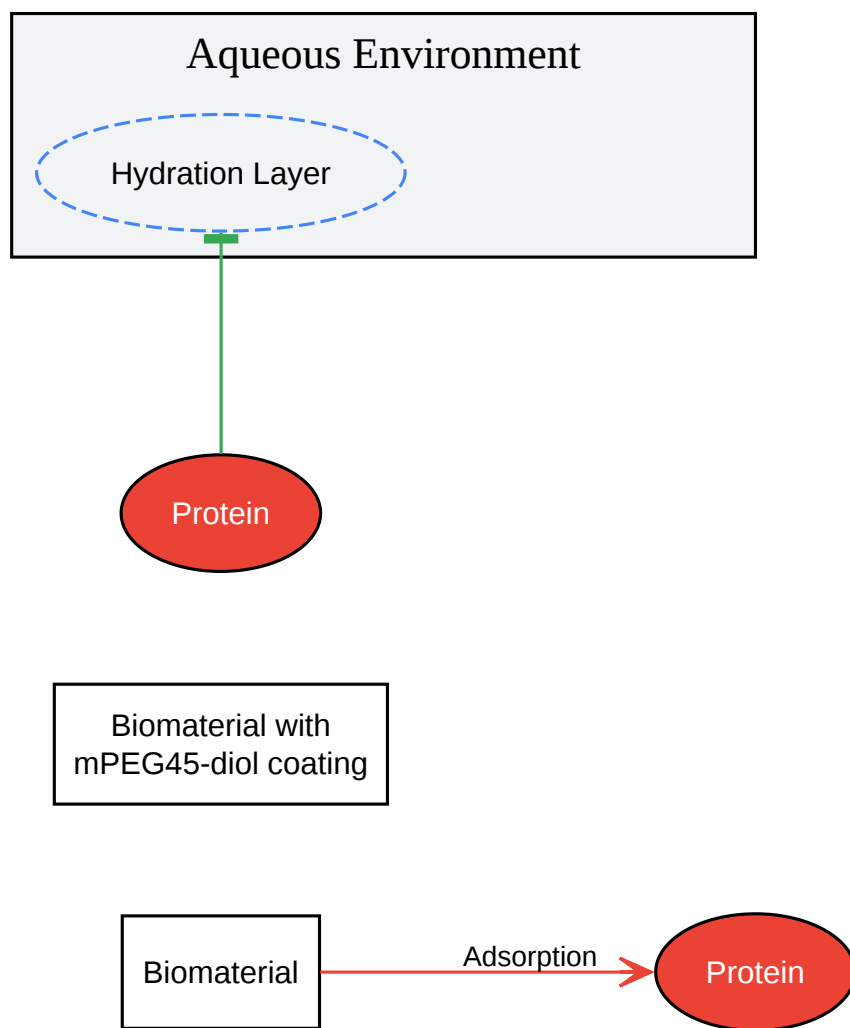 Aqueous Environment
Hydration Layer
Protein
Biomaterial with
mPEG45-diol coating
Biomaterial
Adsorption
Protein